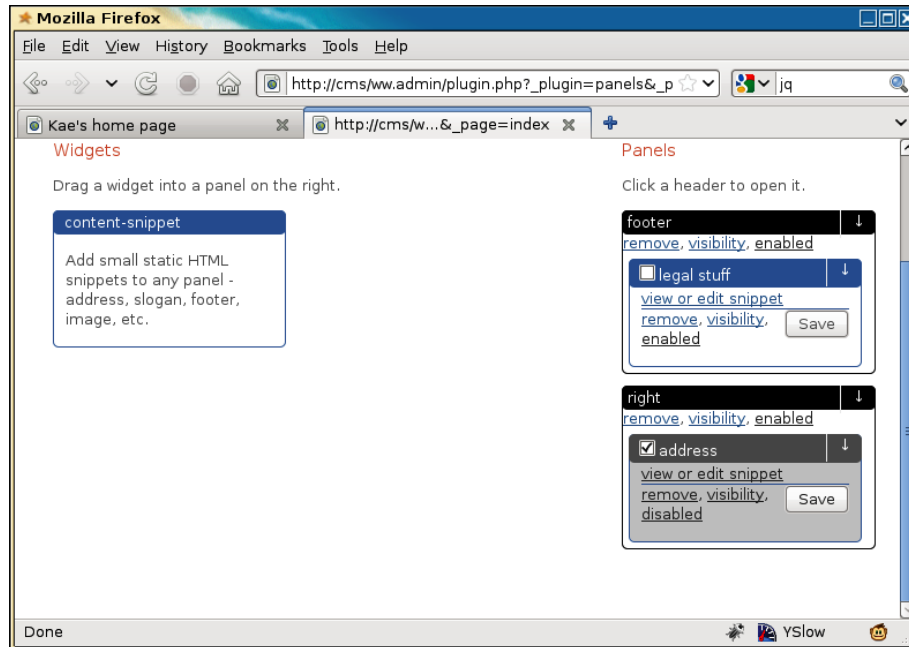 Mozilla Firefox
File Edit View History Bookmarks Tools Help
http://cms/ww.admin/plugin.php?_plugin=panels&_p
jq
Kae's home page
http://cms/w...&_page=index
Widgets
Drag a widget into a panel on the right.
content-snippet
Add small static HTML
snippets to any panel -
address, slogan, footer,
image, etc.
Panels
Click a header to open it.
footer ↓
remove, visibility, enabled
legal stuff ↓
view or edit snippet
remove, visibility,
enabled
Save
right ↓
remove, visibility, enabled
address ↓
view or edit snippet
remove, visibility,
disabled
Save
Done
YSlow